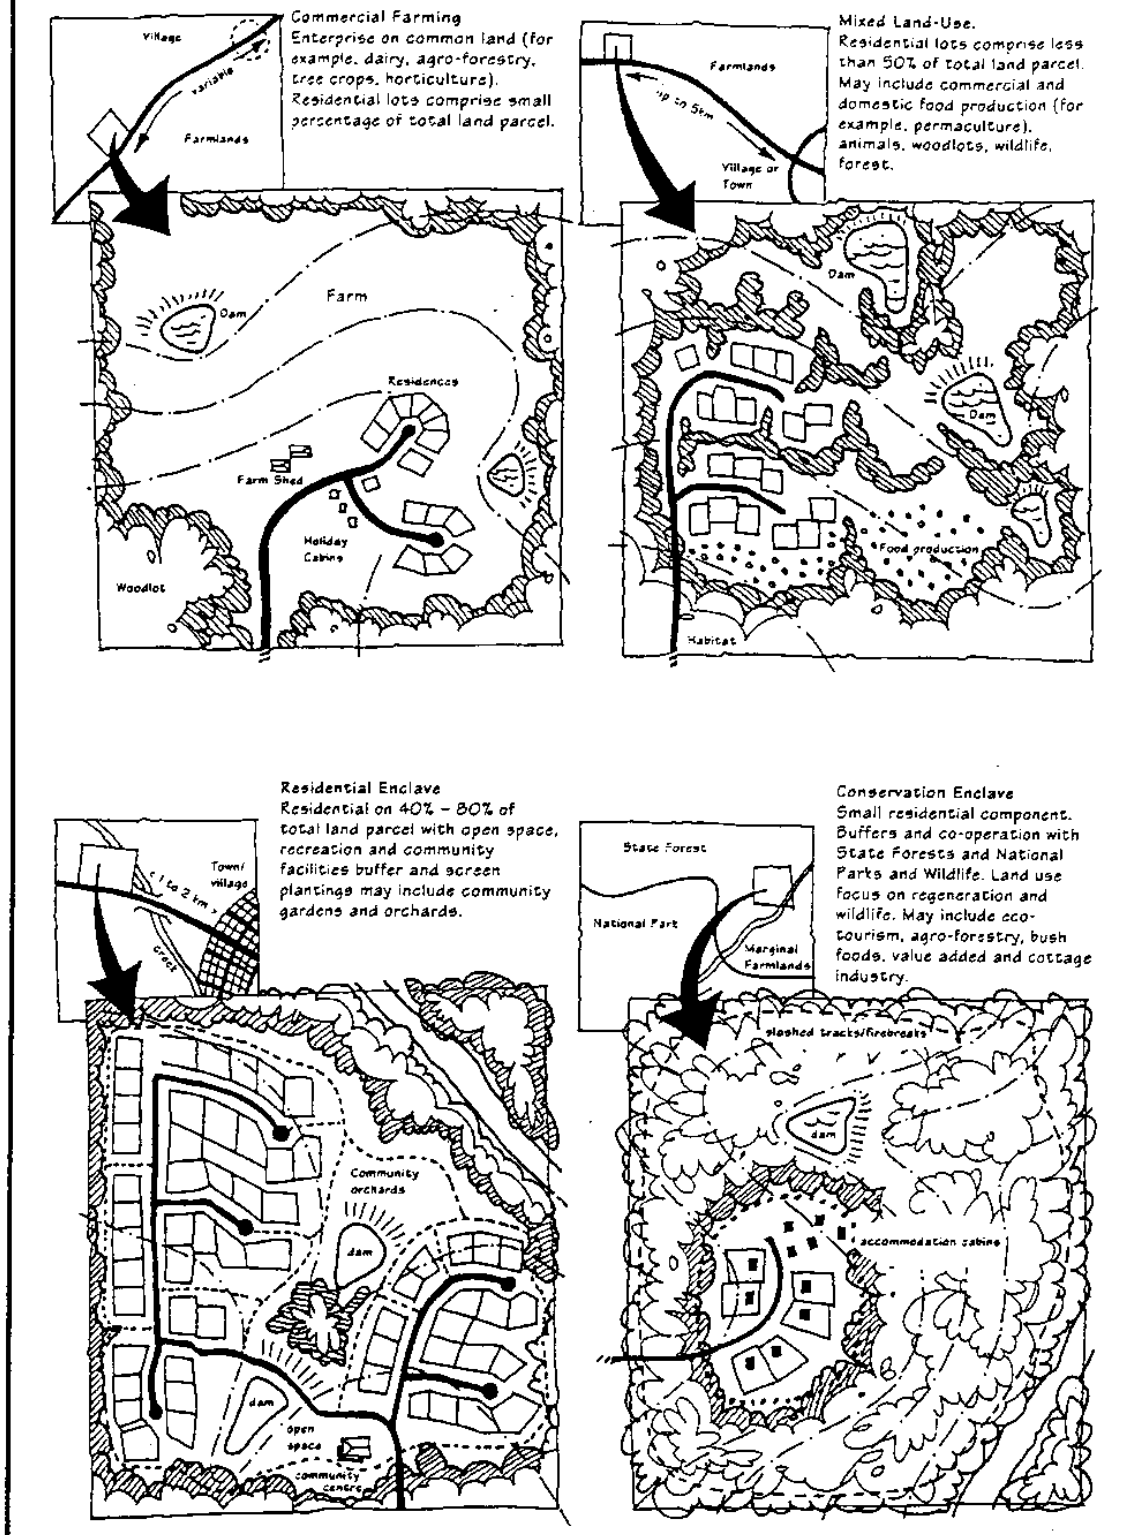 Commercial Farming
Enterprise on common land (for
example, dairy, agro-forestry,
tree crops, horticulture).
Residential lots comprise small
percentage of total land parcel.
Village
variable
Farmlands
Farm
Dam
Residences
Farm Shed
Holiday
Cabins
Woodlot
Mixed Land-Use.
Residential lots comprise less
than 50% of total land parcel.
May include commercial and
domestic food production (for
example, permaculture),
animals, woodlots, wildlife,
forest.
Farmlands
up to 5km
Village or
Town
Dam
Dam
Food production
Habitat
Residential Enclave
Residential on 40% - 80% of
total land parcel with open space,
recreation and community
facilities buffer and screen
plantings may include community
gardens and orchards.
Town/
village
< 1 to 2 km >
creek
Community
orchards
dam
dam
open
space
community
centre
Conservation Enclave
Small residential component.
Buffers and co-operation with
State Forests and National
Parks and Wildlife. Land use
focus on regeneration and
wildlife. May include eco-
tourism, agro-forestry, bush
foods, value added and cottage
industry.
State Forest
National Park
Marginal
Farmlands
slashed tracks/firebreaks
dam
accommodation cabins